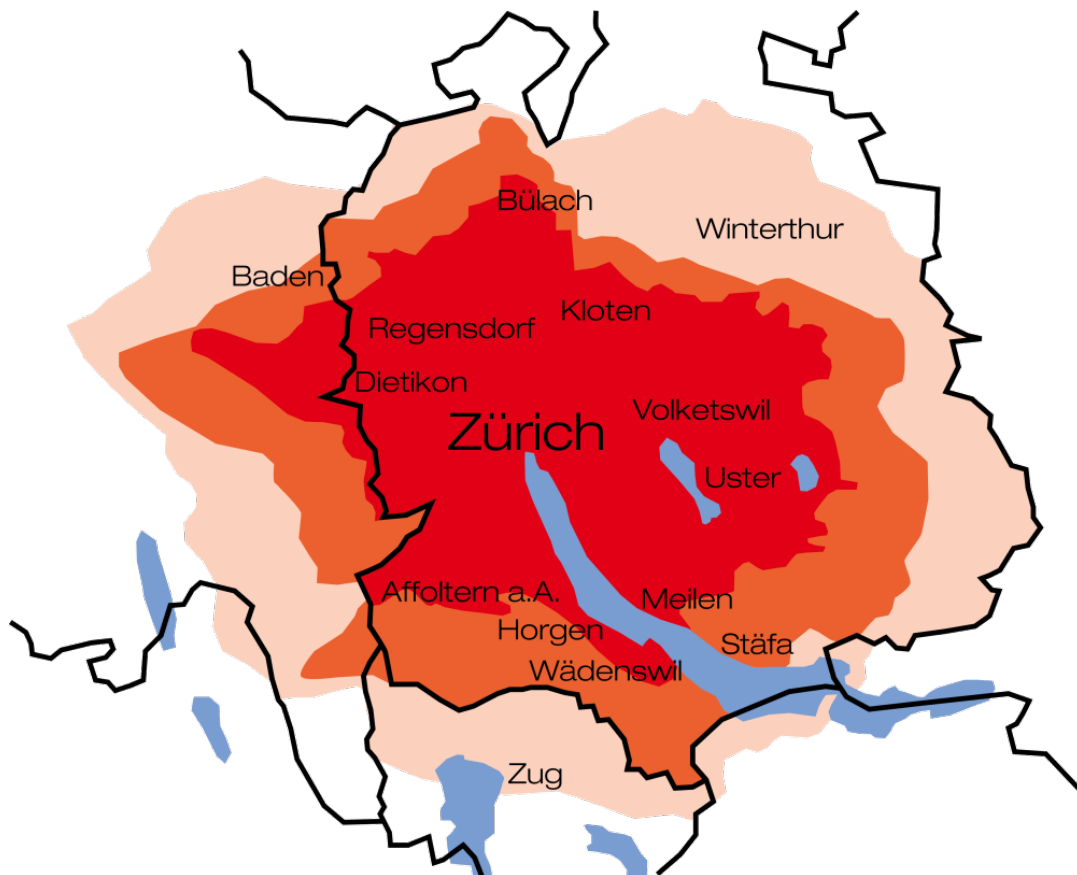 Bülach
Winterthur
Baden
Kloten
Regensdorf
Dietikon
Volketswil
Zürich
Uster
Affoltern a.A.
Meilen
Horgen
Stäfa
Wädenswil
Zug